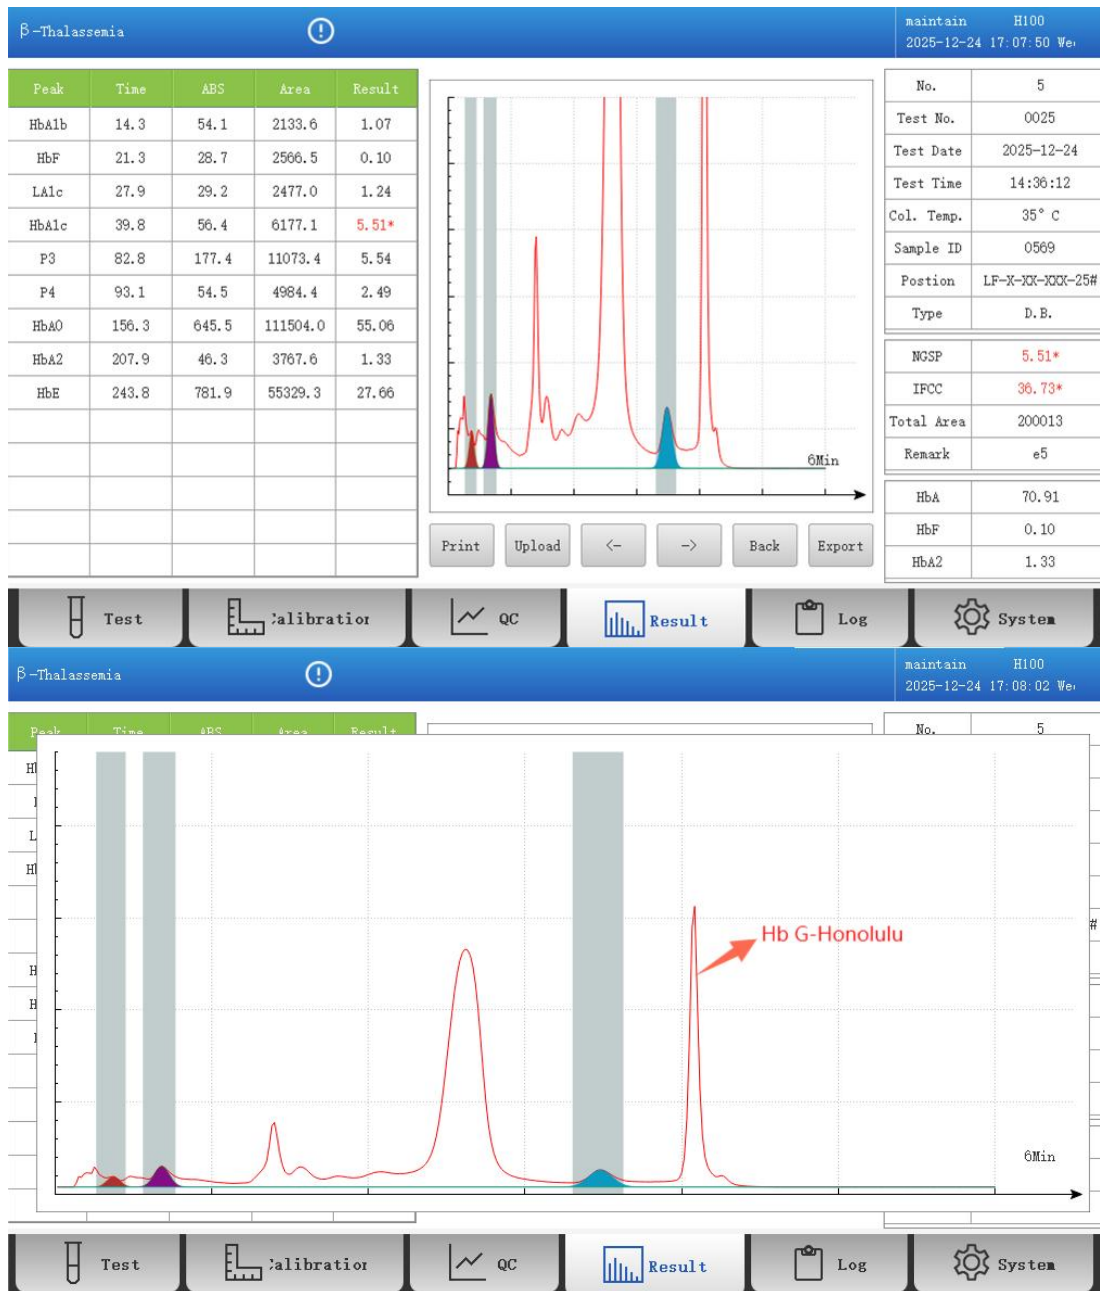 β-Thalassemia
maintain H100
2025-12-24 17:07:50 We
Peak Time ABS Area Result
HbA1b 14.3 54.1 2133.6 1.07
HbF 21.3 28.7 2566.5 0.10
LA1c 27.9 29.2 2477.0 1.24
HbA1c 39.8 56.4 6177.1 5.51*
P3 82.8 177.4 11073.4 5.54
P4 93.1 54.5 4984.4 2.49
HbA0 156.3 645.5 111504.0 55.06
HbA2 207.9 46.3 3767.6 1.33
HbE 243.8 781.9 55329.3 27.66
6Min
Print Upload <- -> Back Export
No. 5
Test No. 0025
Test Date 2025-12-24
Test Time 14:36:12
Col. Temp. 35° C
Sample ID 0569
Postion LF-X-XX-XXX-25#
Type D.B.
NGSP 5.51*
IFCC 36.73*
Total Area 200013
Remark e5
HbA 70.91
HbF 0.10
HbA2 1.33
Test Calibration QC Result Log System
β-Thalassemia
maintain H100
2025-12-24 17:08:02 We
Peak Time ABS Area Result
No. 5
Hb G-Honolulu
6Min
Test Calibration QC Result Log System